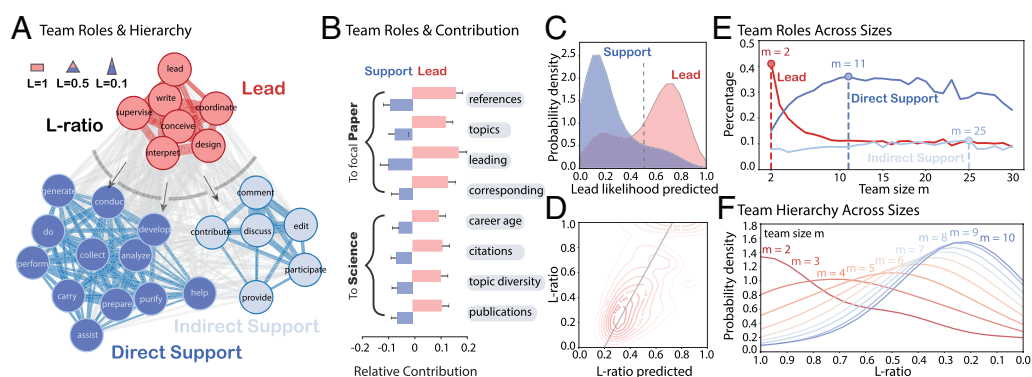 A Team Roles & Hierarchy
L=1 L=0.5 L=0.1
L-ratio
Lead
lead
write
supervise
coordinate
conceive
interpret
design
generate
conduc
do
develop
perform
collect
analyze
carry
prepare
purify
help
assist
comment
contribute
discuss
edit
participate
provide
Indirect Support
Direct Support
B Team Roles & Contribution
Support Lead
To focal Paper
references
topics
leading
corresponding
To Science
career age
citations
topic diversity
publications
-0.2 -0.1 0.0 0.1 0.2
Relative Contribution
C
Probability density
2.5
2.0
1.5
1.0
0.5
0.0
Support
Lead
0.0 0.2 0.4 0.6 0.8 1.0
Lead likelihood predicted
D
L-ratio
1.0
0.8
0.6
0.4
0.2
0.0
0.0 0.2 0.4 0.6 0.8 1.0
L-ratio predicted
E Team Roles Across Sizes
Percentage
0.5
0.4
0.3
0.2
0.1
0.0
m = 2
Lead
m = 11
Direct Support
m = 25
Indirect Support
2 10 15 20 25 30
Team size m
F Team Hierarchy Across Sizes
Probability density
1.8
1.6
1.4
1.2
1.0
0.8
0.6
0.4
0.2
0.0
team size m
m = 2
m = 3
m = 4
m = 5
m = 6
m = 7
m = 8
m = 9
m = 10
1.0 0.9 0.8 0.7 0.6 0.5 0.4 0.3 0.2 0.1 0.0
L-ratio